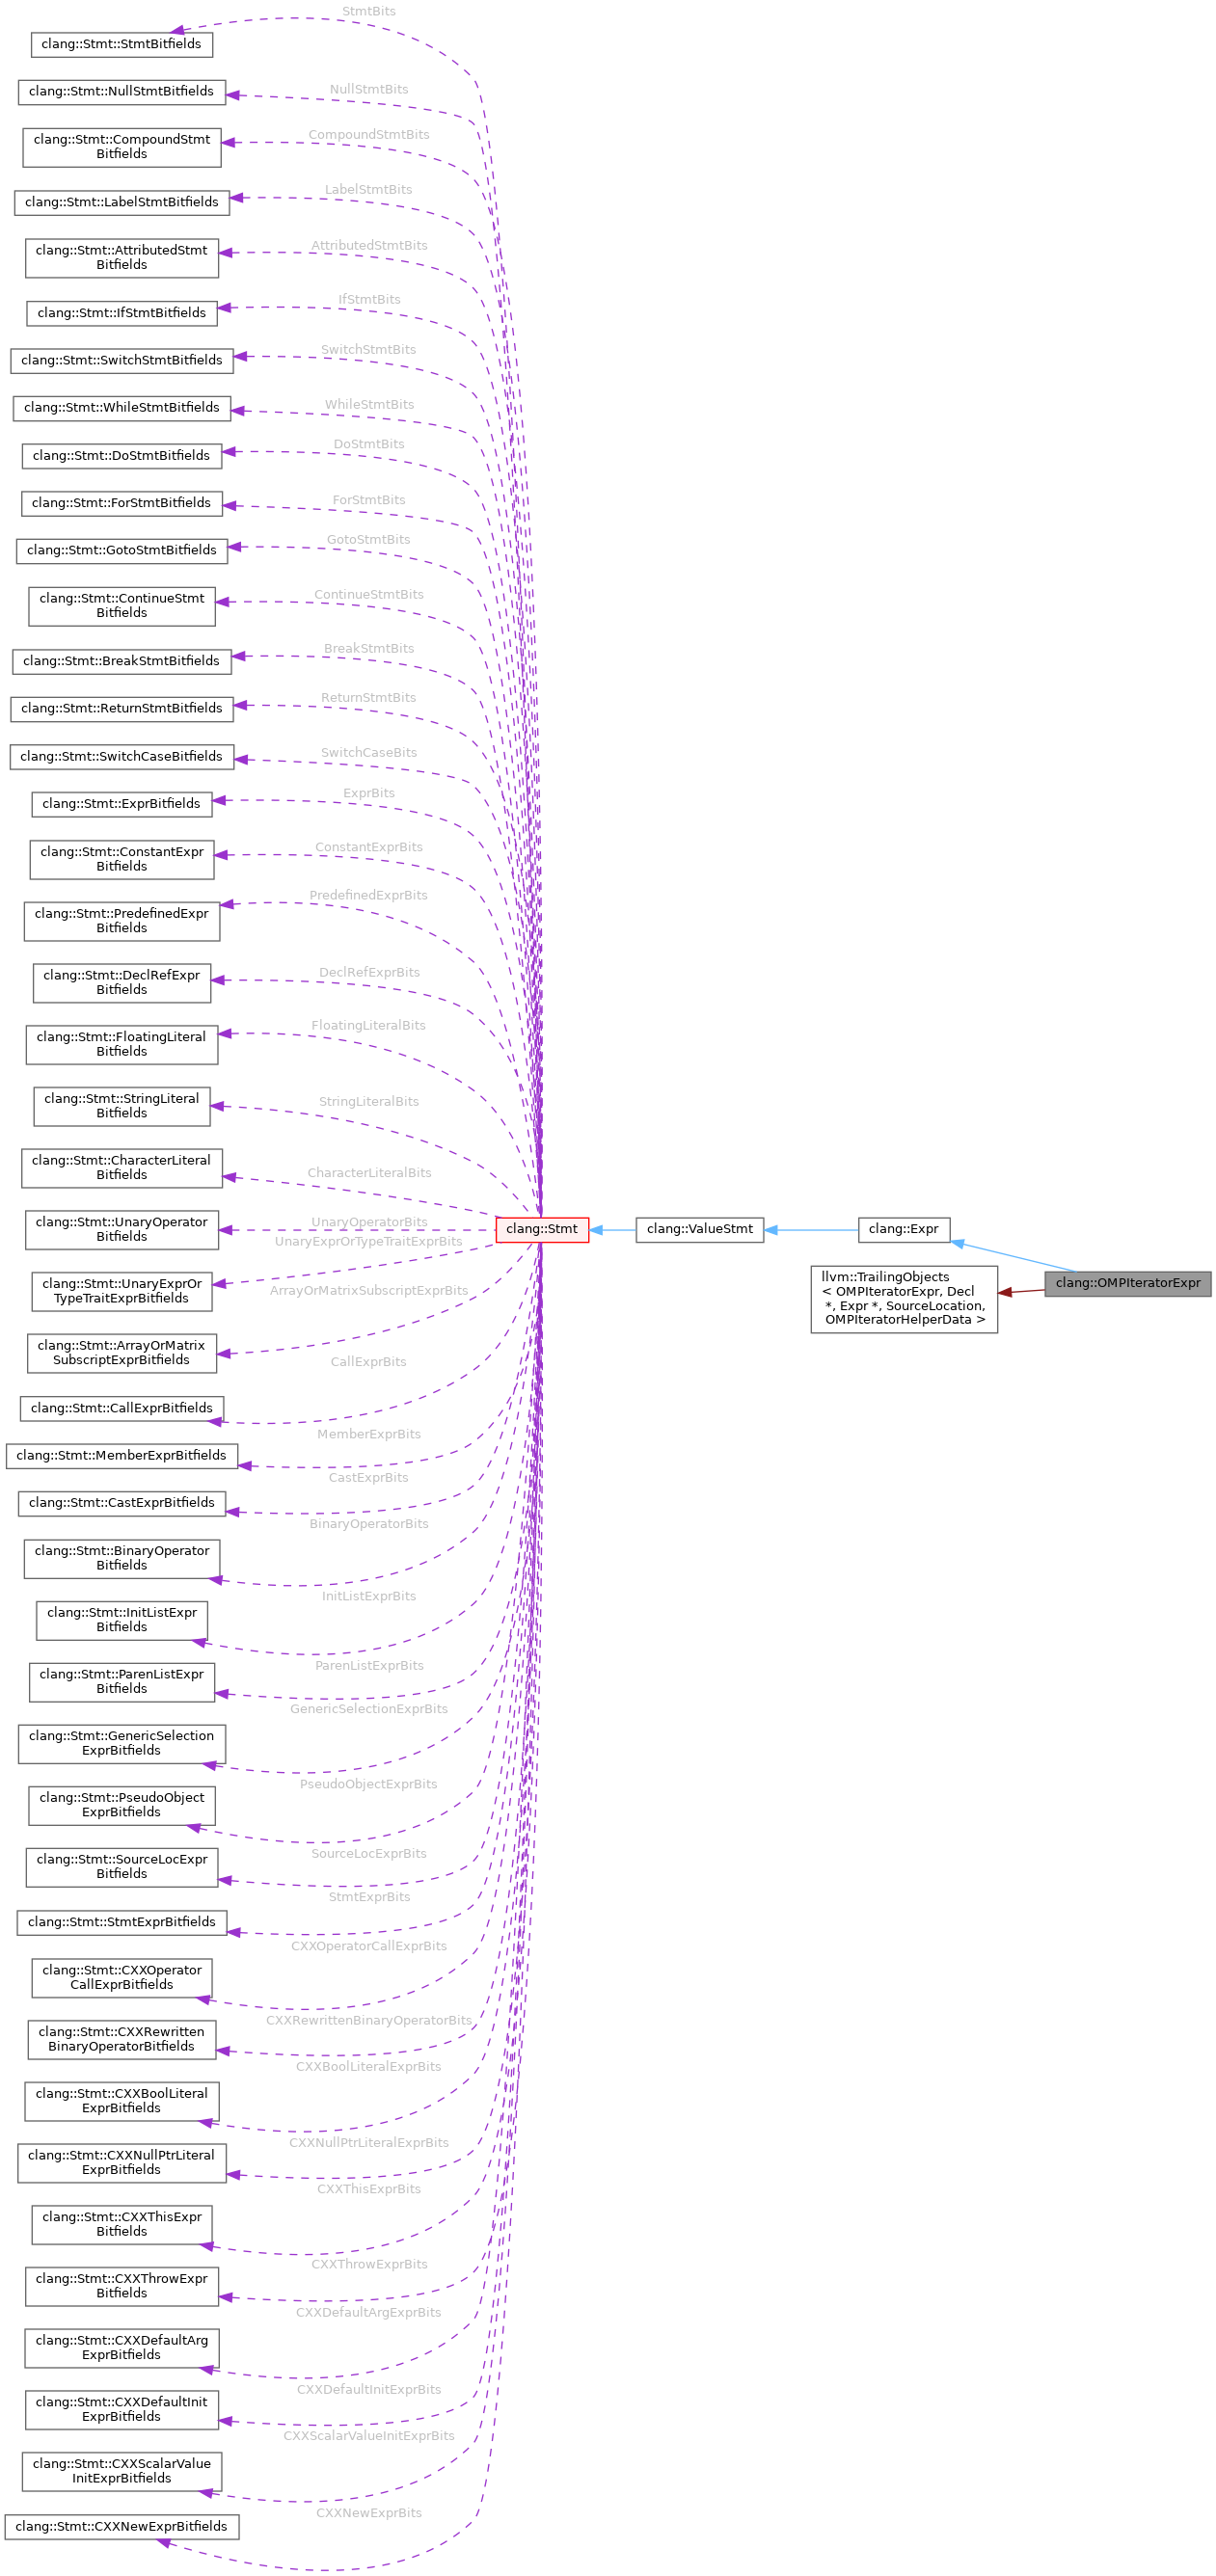 StmtBits
clang::Stmt::StmtBitfields
NullStmtBits
clang::Stmt::NullStmtBitfields
CompoundStmtBits
clang::Stmt::CompoundStmt
Bitfields
LabelStmtBits
clang::Stmt::LabelStmtBitfields
AttributedStmtBits
clang::Stmt::AttributedStmt
Bitfields
IfStmtBits
clang::Stmt::IfStmtBitfields
SwitchStmtBits
clang::Stmt::SwitchStmtBitfields
WhileStmtBits
clang::Stmt::WhileStmtBitfields
DoStmtBits
clang::Stmt::DoStmtBitfields
ForStmtBits
clang::Stmt::ForStmtBitfields
GotoStmtBits
clang::Stmt::GotoStmtBitfields
ContinueStmtBits
clang::Stmt::ContinueStmt
Bitfields
BreakStmtBits
clang::Stmt::BreakStmtBitfields
ReturnStmtBits
clang::Stmt::ReturnStmtBitfields
SwitchCaseBits
clang::Stmt::SwitchCaseBitfields
ExprBits
clang::Stmt::ExprBitfields
ConstantExprBits
clang::Stmt::ConstantExpr
Bitfields
PredefinedExprBits
clang::Stmt::PredefinedExpr
Bitfields
DeclRefExprBits
clang::Stmt::DeclRefExpr
Bitfields
FloatingLiteralBits
clang::Stmt::FloatingLiteral
Bitfields
StringLiteralBits
clang::Stmt::StringLiteral
Bitfields
CharacterLiteralBits
clang::Stmt::CharacterLiteral
Bitfields
UnaryOperatorBits
clang::Stmt::UnaryOperator
Bitfields
clang::Stmt
clang::ValueStmt
clang::Expr
UnaryExprOrTypeTraitExprBits
clang::Stmt::UnaryExprOr
TypeTraitExprBitfields
llvm::TrailingObjects
< OMPIteratorExpr, Decl
*, Expr *, SourceLocation,
OMPIteratorHelperData >
clang::OMPIteratorExpr
ArrayOrMatrixSubscriptExprBits
clang::Stmt::ArrayOrMatrix
SubscriptExprBitfields
CallExprBits
clang::Stmt::CallExprBitfields
MemberExprBits
clang::Stmt::MemberExprBitfields
CastExprBits
clang::Stmt::CastExprBitfields
BinaryOperatorBits
clang::Stmt::BinaryOperator
Bitfields
InitListExprBits
clang::Stmt::InitListExpr
Bitfields
ParenListExprBits
clang::Stmt::ParenListExpr
Bitfields
GenericSelectionExprBits
clang::Stmt::GenericSelection
ExprBitfields
PseudoObjectExprBits
clang::Stmt::PseudoObject
ExprBitfields
SourceLocExprBits
clang::Stmt::SourceLocExpr
Bitfields
StmtExprBits
clang::Stmt::StmtExprBitfields
CXXOperatorCallExprBits
clang::Stmt::CXXOperator
CallExprBitfields
CXXRewrittenBinaryOperatorBits
clang::Stmt::CXXRewritten
BinaryOperatorBitfields
CXXBoolLiteralExprBits
clang::Stmt::CXXBoolLiteral
ExprBitfields
CXXNullPtrLiteralExprBits
clang::Stmt::CXXNullPtrLiteral
ExprBitfields
CXXThisExprBits
clang::Stmt::CXXThisExpr
Bitfields
CXXThrowExprBits
clang::Stmt::CXXThrowExpr
Bitfields
CXXDefaultArgExprBits
clang::Stmt::CXXDefaultArg
ExprBitfields
CXXDefaultInitExprBits
clang::Stmt::CXXDefaultInit
ExprBitfields
CXXScalarValueInitExprBits
clang::Stmt::CXXScalarValue
InitExprBitfields
CXXNewExprBits
clang::Stmt::CXXNewExprBitfields